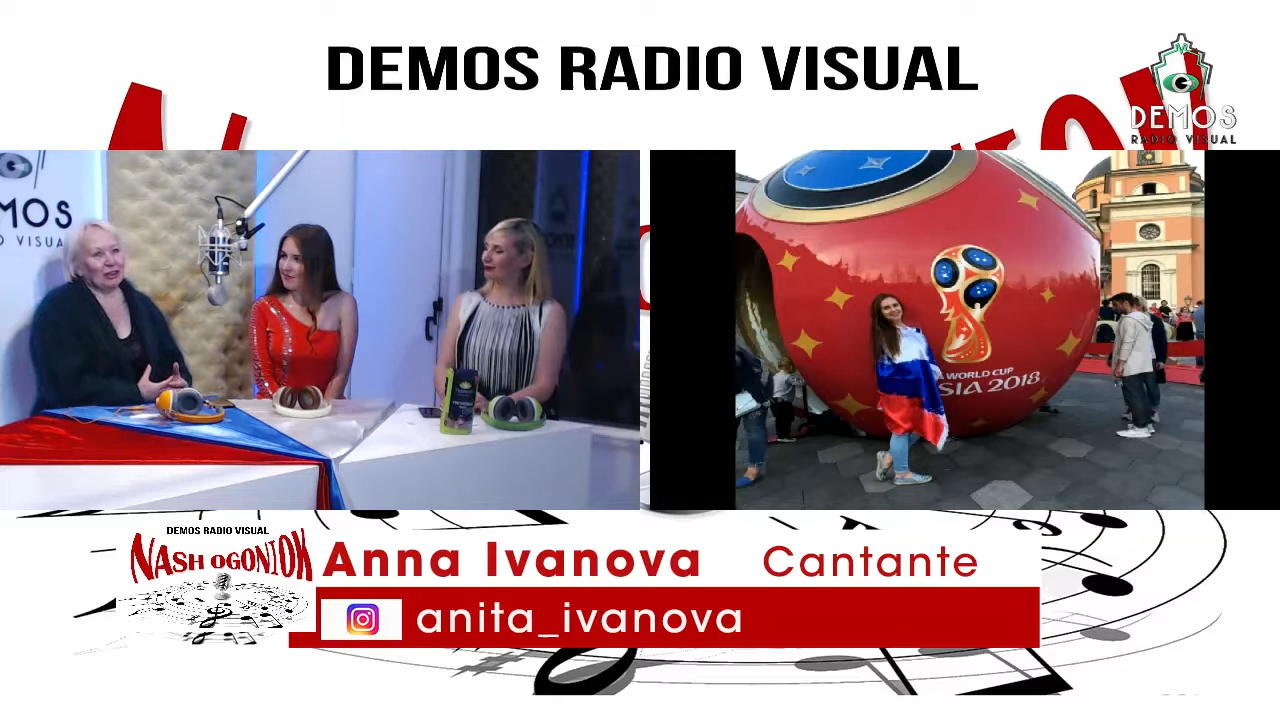 DEMOS RADIO VISUAL
DEMOS
RADIO VISUAL
MOS
O VISUA
WORLD CUP
SIA 2018
DEMOS RADIO VISUAL
NASH OGONIOK
Anna Ivanova
Cantante
anita_ivanova